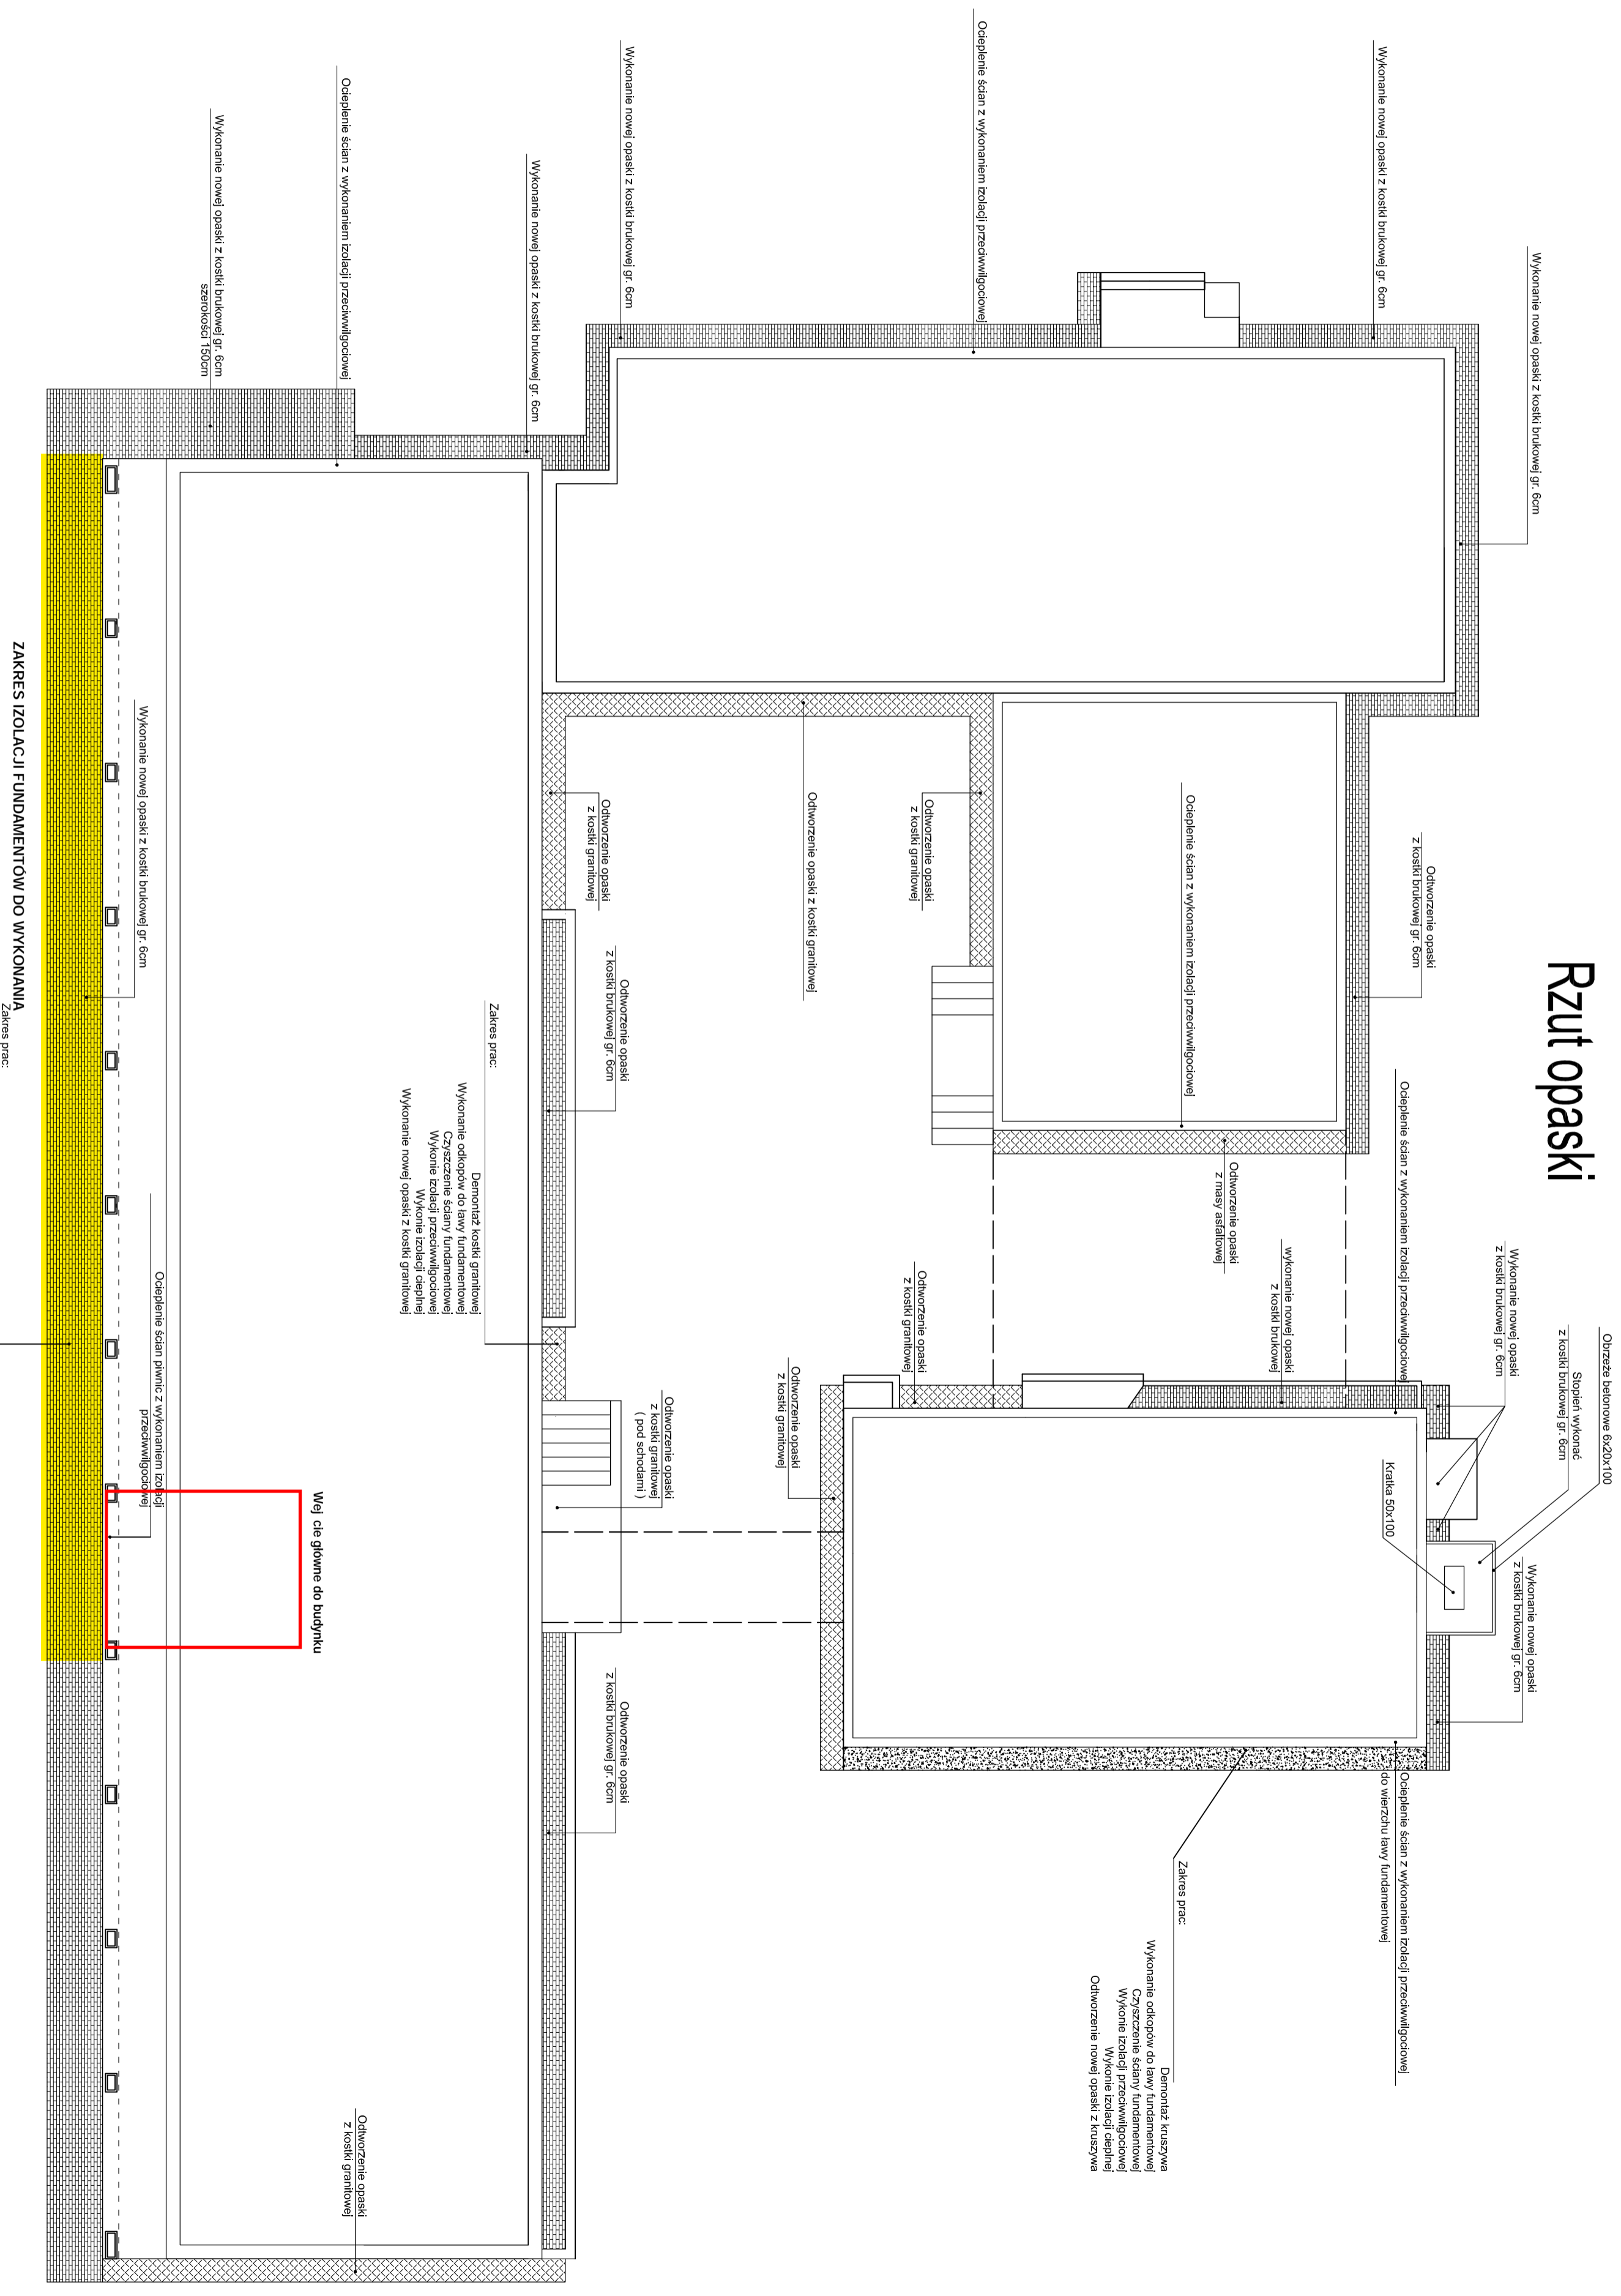 Rzut opaski
Obrzeże betonowe 6x20x100
Stopień wykonać
z kostki brukowej gr. 6cm
Wykonanie nowej opaski
z kostki brukowej gr. 6cm
Wykonanie nowej opaski
z kostki brukowej gr. 6cm
Kratka 50x100
Wykonanie nowej opaski z kostki brukowej gr. 6cm
Wykonanie nowej opaski z kostki brukowej gr. 6cm
Odtworzenie opaski
z kostki brukowej gr. 6cm
Ocieplenie ścian z wykonaniem izolacji przeciwwilgociowej
Ocieplenie ścian z wykonaniem izolacji przeciwwilgociowej
do wierzchu ławy fundamentowej
wykonanie nowej opaski
z kostki brukowej
Odtworzenie opaski
z masy asfaltowej
Ocieplenie ścian z wykonaniem izolacji przeciwwilgociowej
Zakres prac:
Demontaż kruszywa
Wykonanie odkopów do ławy fundamentowej
Czyszczenie ściany fundamentowej
Wykonie izolacji przeciwwilgociowej
Wykonie izolacji cieplnej
Odtworzenie nowej opaski z kruszywa
Ocieplenie ścian z wykonaniem izolacji przeciwwilgociowej
Odtworzenie opaski
z kostki granitowej
Odtworzenie opaski
z kostki granitowej
Odtworzenie opaski z kostki granitowej
Odtworzenie opaski
z kostki granitowej
Wykonanie nowej opaski z kostki brukowej gr. 6cm
Odtworzenie opaski
z kostki granitowej
Odtworzenie opaski
z kostki brukowej gr. 6cm
Odtworzenie opaski
z kostki granitowej
( pod schodami )
Odtworzenie opaski
z kostki brukowej gr. 6cm
Wykonanie nowej opaski z kostki brukowej gr. 6cm
Zakres prac:
Demontaż kostki granitowej
Wykonanie odkopów do ławy fundamentowej
Czyszczenie ściany fundamentowej
Wykonie izolacji przeciwwilgociowej
Wykonie izolacji cieplnej
Wykonanie nowej opaski z kostki granitowej
Ocieplenie ścian z wykonaniem izolacji przeciwwilgociowej
Odtworzenie opaski
z kostki granitowej
Wej cie główne do budynku
Wykonanie nowej opaski z kostki brukowej gr. 6cm
szerokości 150cm
Ocieplenie ścian piwnic z wykonaniem izolacji
przeciwwilgociowej
Wykonanie nowej opaski z kostki brukowej gr. 6cm
ZAKRES IZOLACJI FUNDAMENTÓW DO WYKONANIA
Zakres prac: